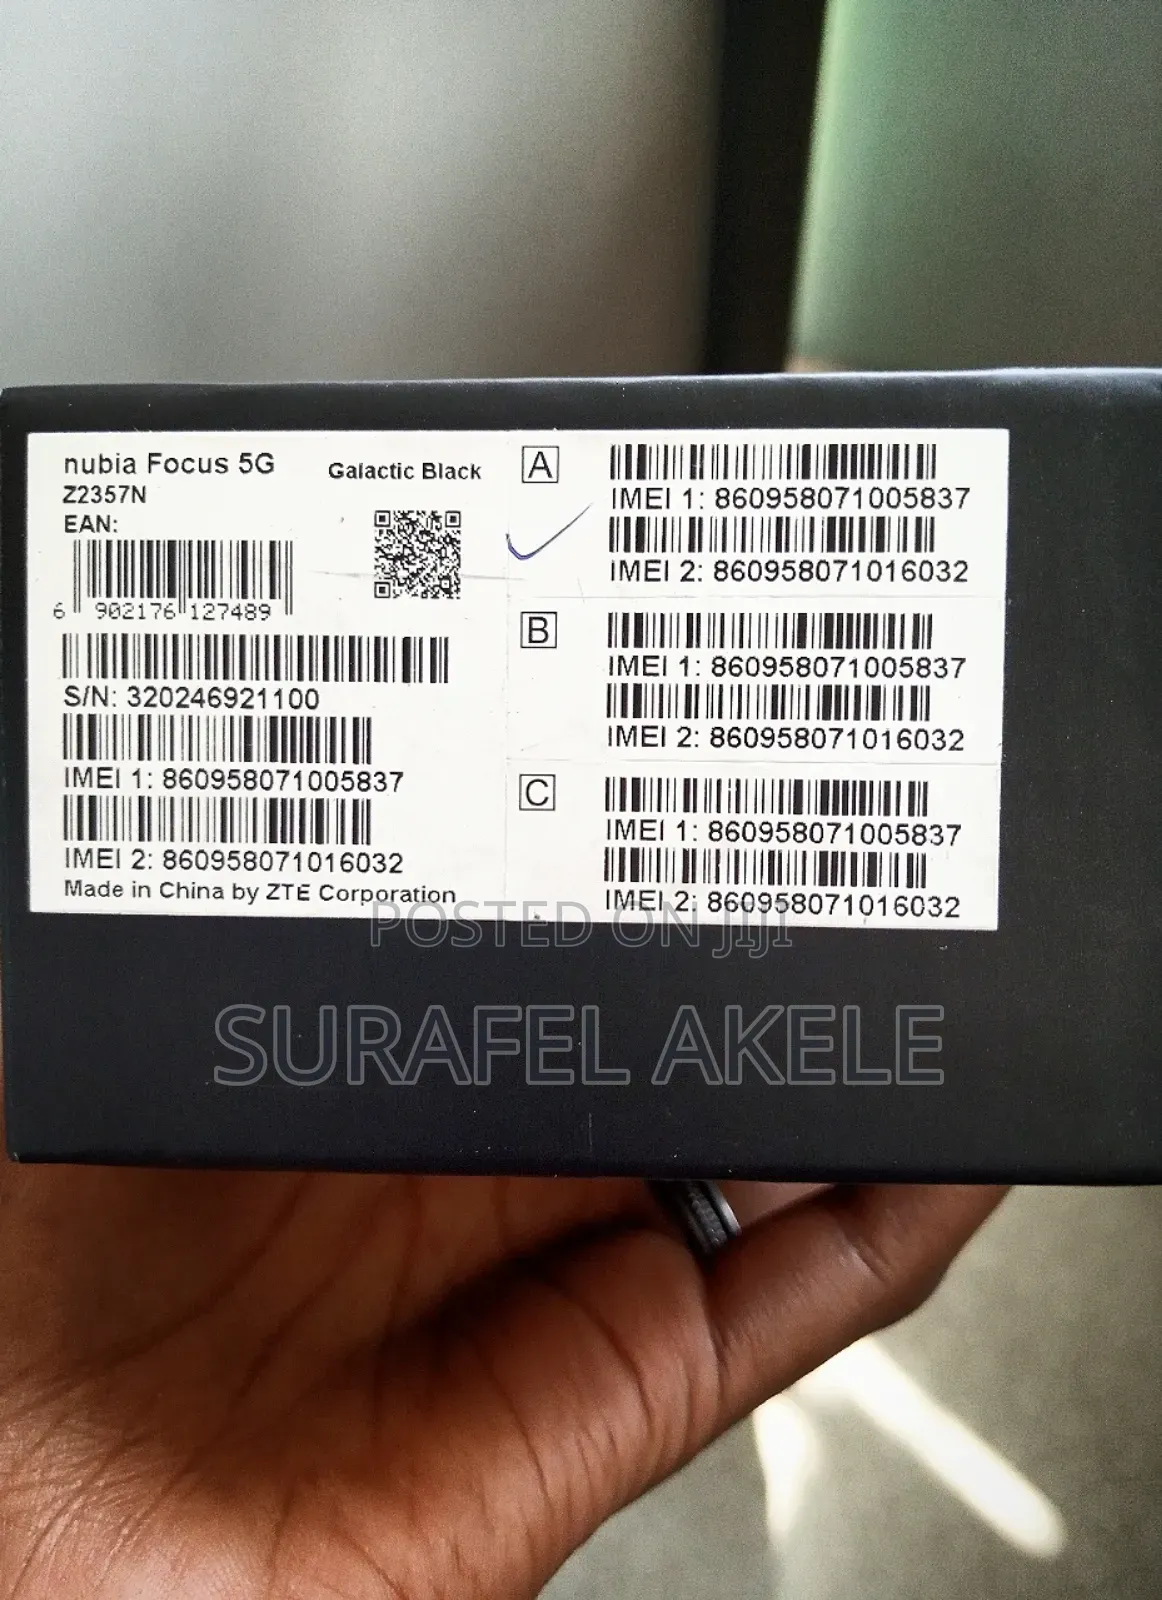 nubia Focus 5G
Galactic Black
Z2357N
EAN:
6 902176 127489
S/N: 320246921100
IMEI 1: 860958071005837
IMEI 2: 860958071016032
Made in China by ZTE Corporation
A
IMEI 1: 860958071005837
IMEI 2: 860958071016032
B
IMEI 1: 860958071005837
IMEI 2: 860958071016032
C
IMEI 1: 860958071005837
IMEI 2: 860958071016032
POSTED ON JIJI
SURAFEL AKELE